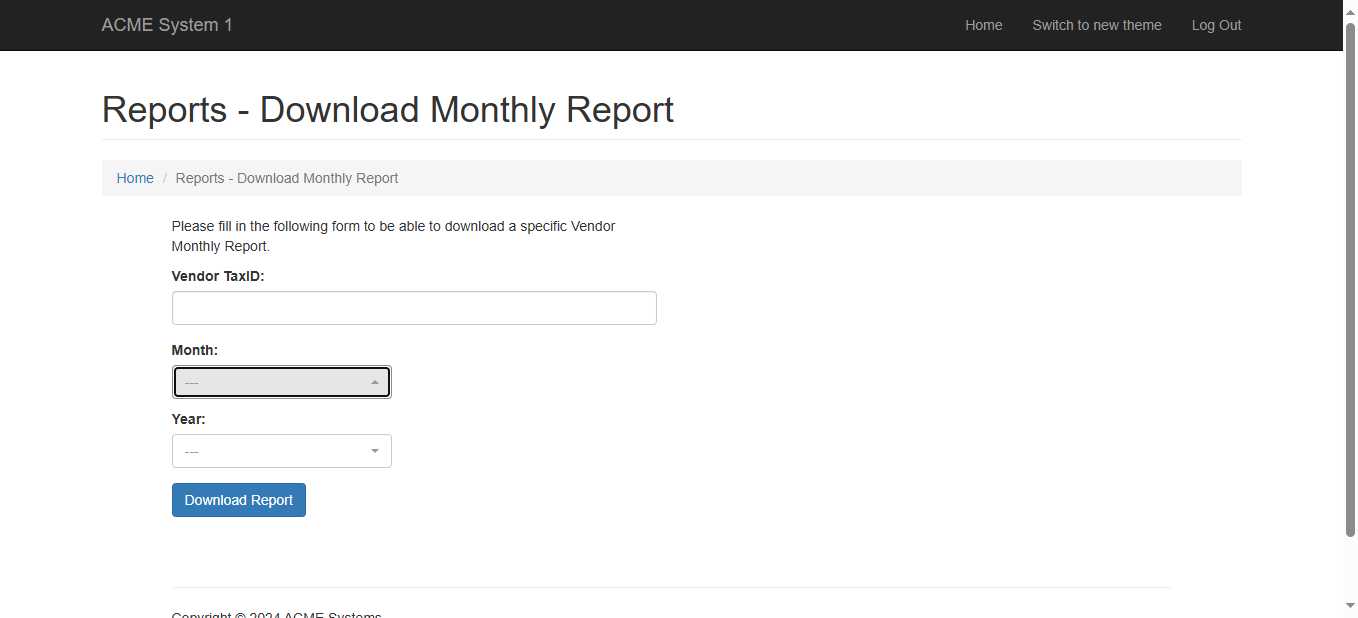 ACME System 1
Home
Switch to new theme
Log Out
Reports - Download Monthly Report
Home / Reports - Download Monthly Report
Please fill in the following form to be able to download a specific Vendor
Monthly Report.
Vendor TaxID:
Month:
---
Year:
---
Download Report
Copyright © 2024 ACME Systems